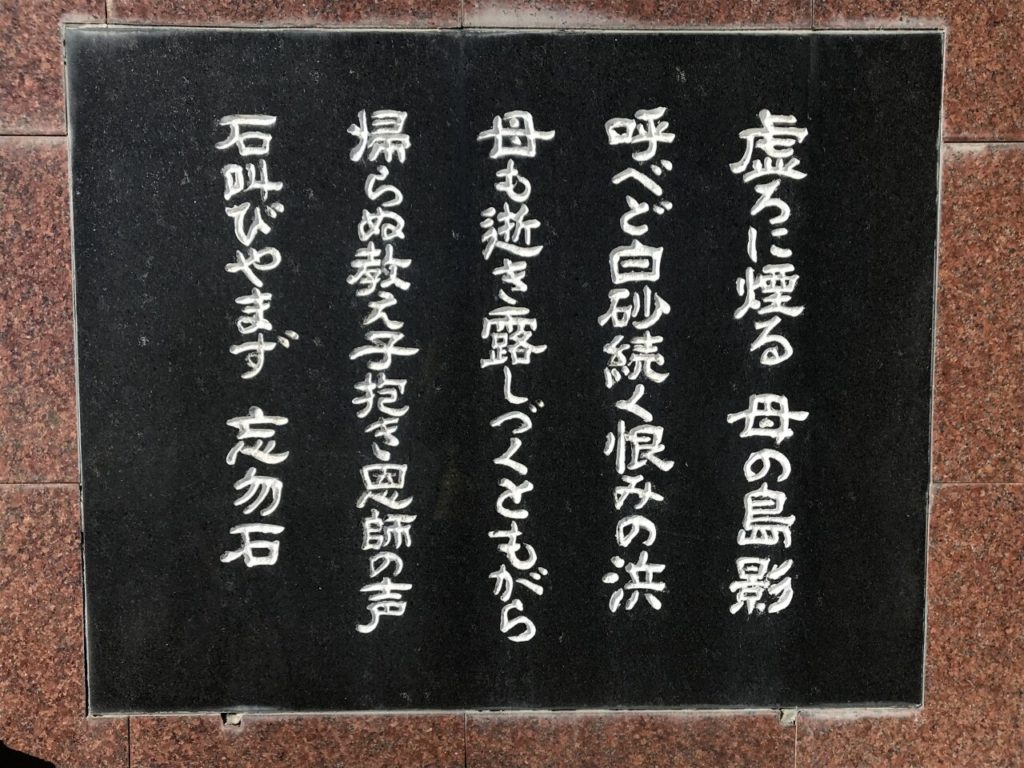 虚ろに煙る 母の島影
呼べど白砂続く恨みの浜
母も逝き露しづくともがら
帰らぬ教え子抱き恩師の声
石叫びやまず 忘勿石